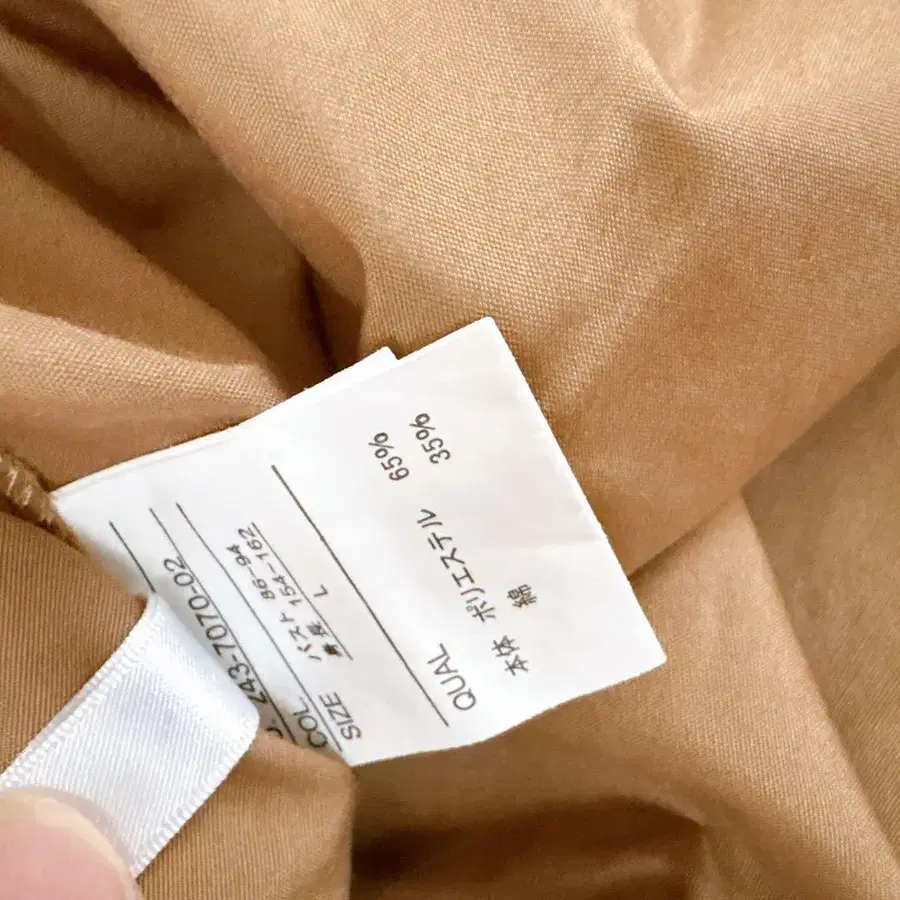 243-7070-02
COL
SIZE バスト 86-94
身長 154-162
L
QUAL
本体 ポリエステル 65%
綿 35%